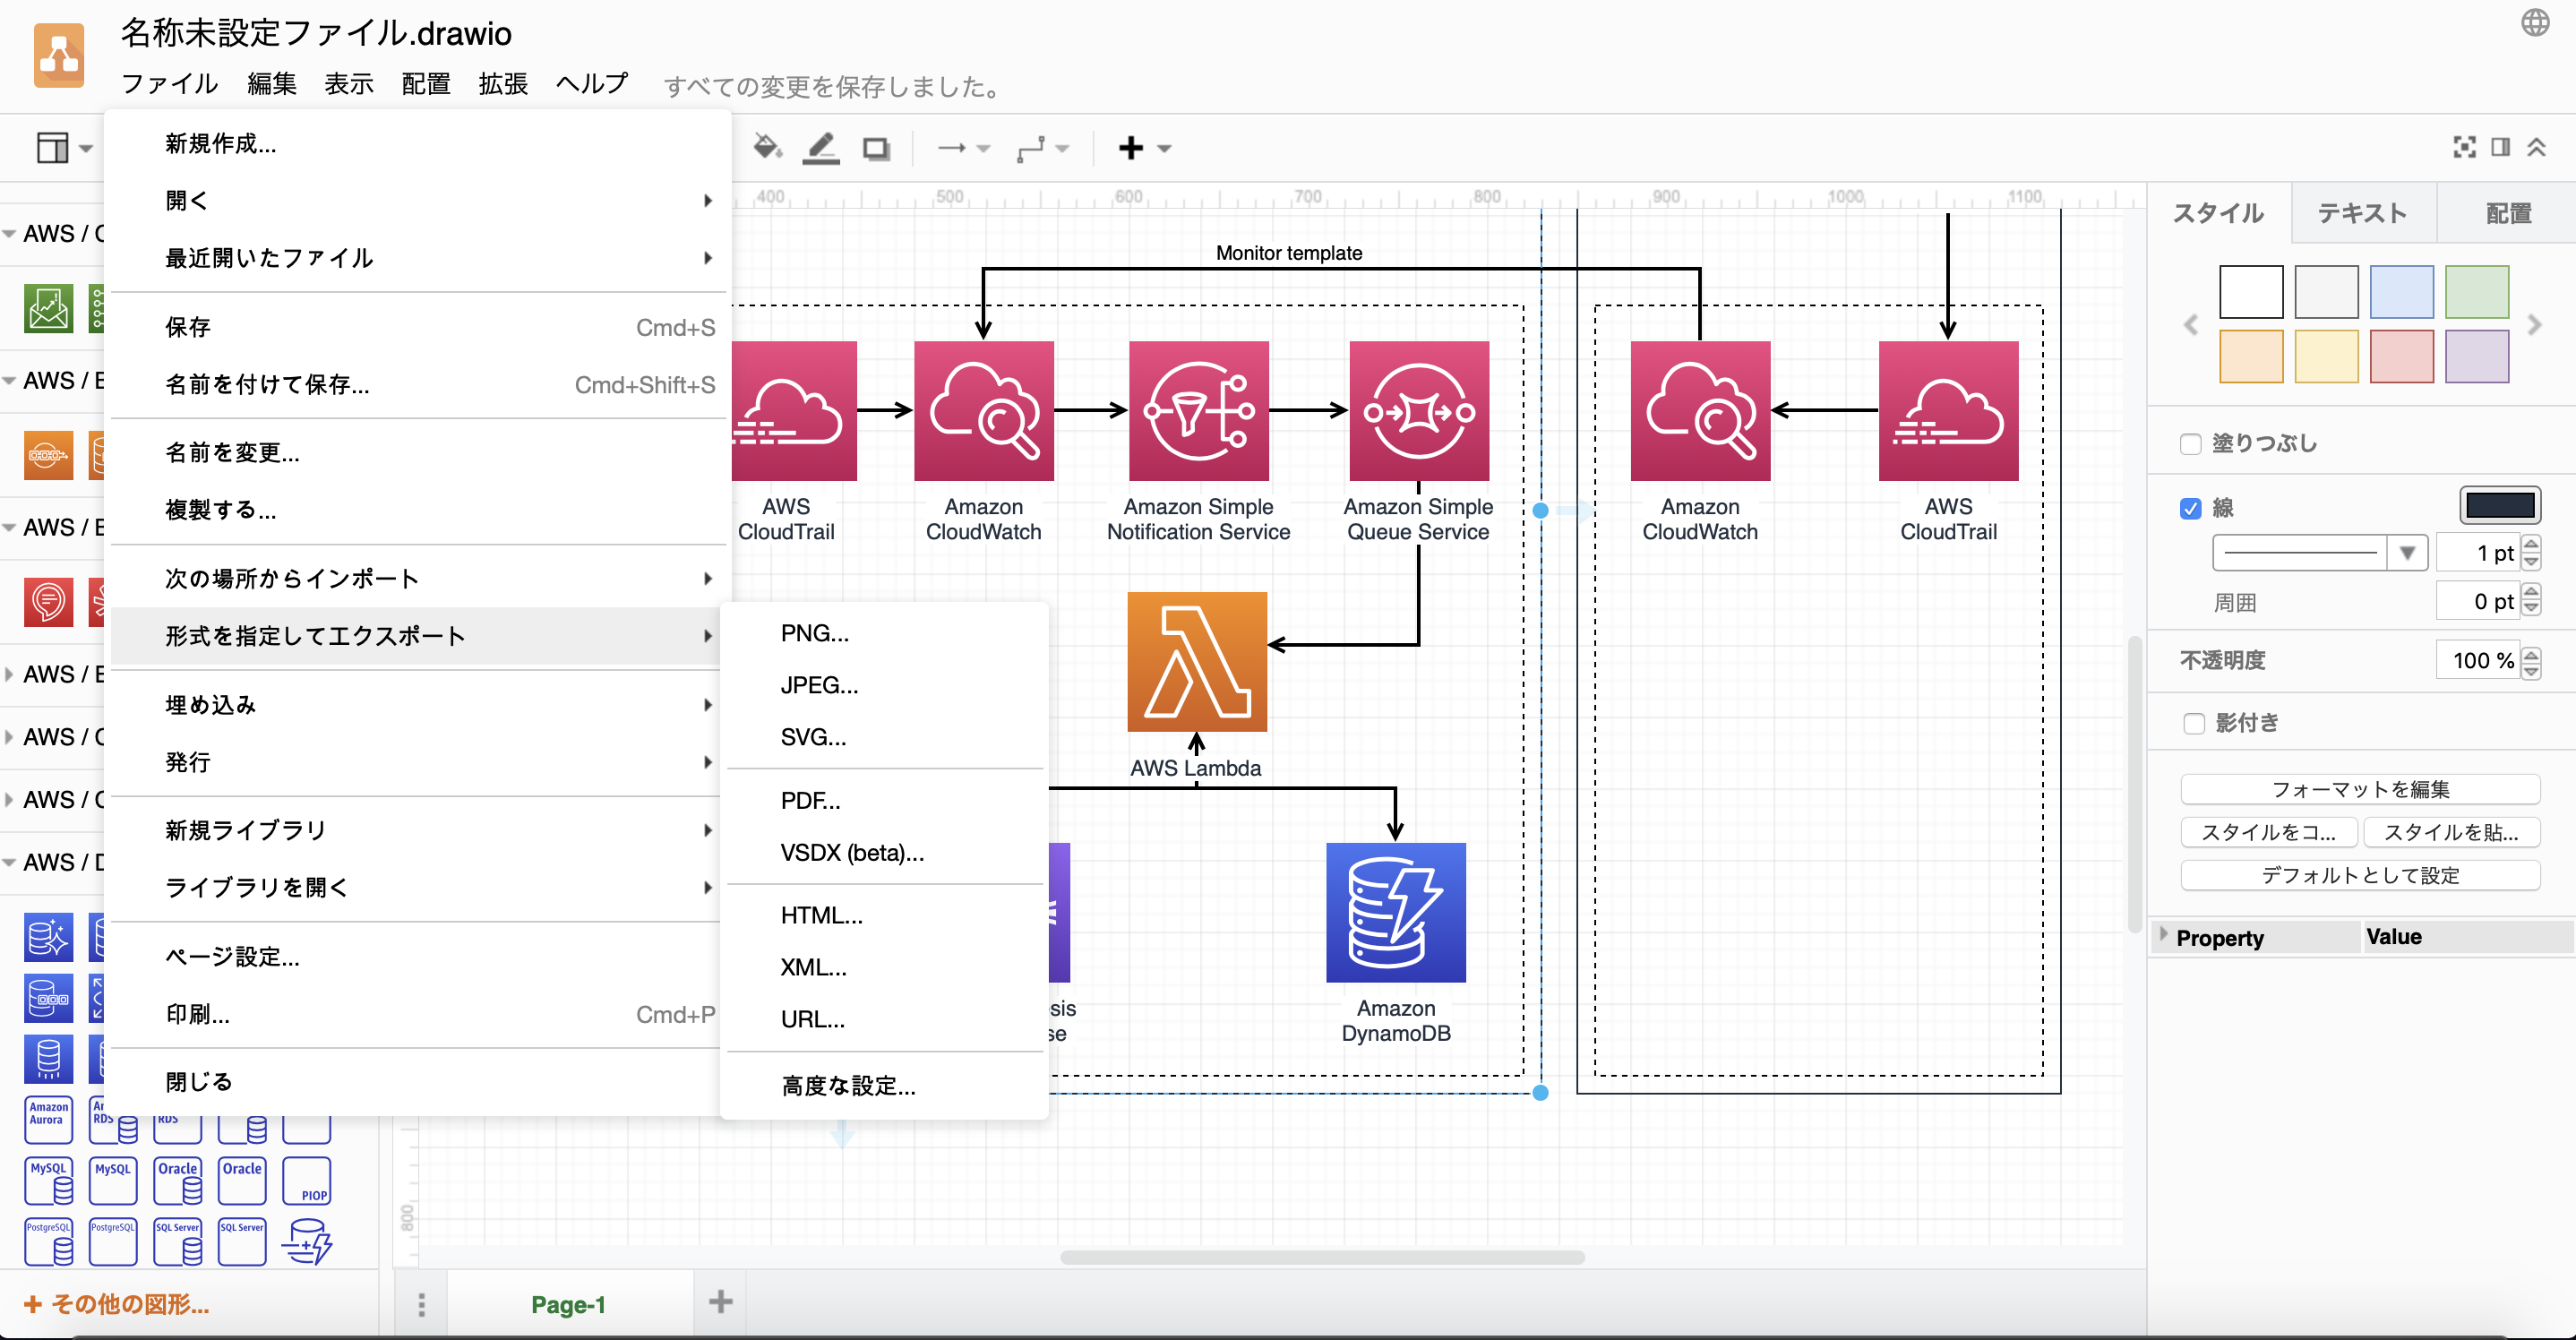 名称未設定ファイル.drawio
ファイル 編集 表示 配置 拡張 ヘルプ すべての変更を保存しました。
新規作成...
開く
最近開いたファイル
保存 Cmd+S
名前を付けて保存... Cmd+Shift+S
名前を変更...
複製する...
次の場所からインポート
形式を指定してエクスポート
埋め込み
発行
新規ライブラリ
ライブラリを開く
ページ設定...
印刷... Cmd+P
閉じる
PNG...
JPEG...
SVG...
PDF...
VSDX (beta)...
HTML...
XML...
URL...
高度な設定...
AWS / C
AWS / E
AWS / E
AWS / E
AWS / C
AWS / C
AWS / D
Amazon
Aurora
RDS
RDS
MySQL
MySQL
Oracle
Oracle
PIOP
PostgreSQL
PostgreSQL
SQL Server
SQL Server
+ その他の図形...
400 500 600 700 800 900 1000 1100
800
Monitor template
AWS
CloudTrail
Amazon
CloudWatch
Amazon Simple
Notification Service
Amazon Simple
Queue Service
Amazon
CloudWatch
AWS
CloudTrail
AWS Lambda
sis
se
Amazon
DynamoDB
Page-1
スタイル テキスト 配置
塗りつぶし
線
1 pt
周囲 0 pt
不透明度 100 %
影付き
フォーマットを編集
スタイルをコ... スタイルを貼...
デフォルトとして設定
Property Value